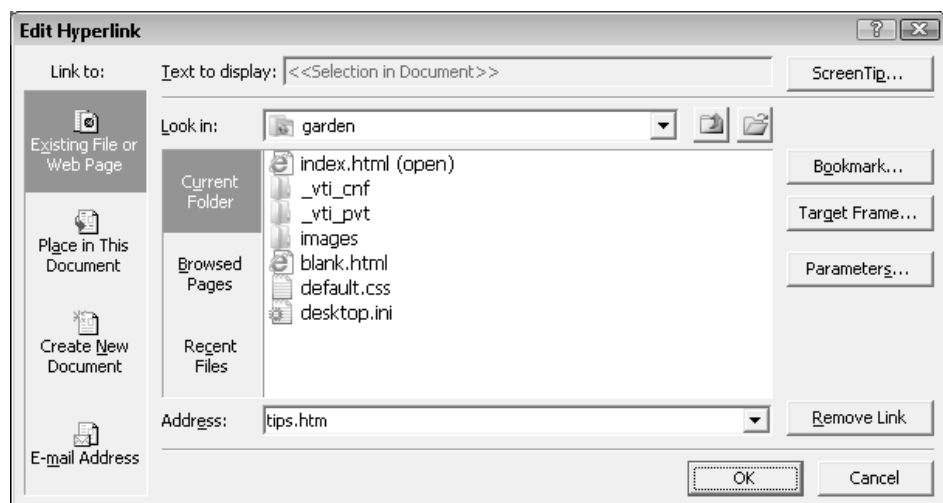 Edit Hyperlink
Link to:
Text to display: <<Selection in Document>>
ScreenTip...
Existing File or
Web Page
Look in: garden
Current
Folder
index.html (open)
_vti_cnf
_vti_pvt
images
blank.html
default.css
desktop.ini
Bookmark...
Target Frame...
Parameters...
Place in This
Document
Browsed
Pages
Create New
Document
Recent
Files
Address: tips.htm
Remove Link
E-mail Address
OK
Cancel